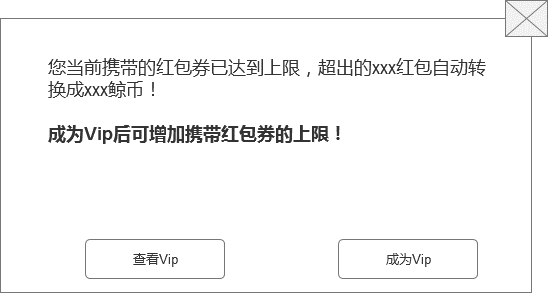 您当前携带的红包券已达到上限，超出的xxx红包自动转
换成xxx鲸币！
成为Vip后可增加携带红包券的上限！
查看Vip
成为Vip